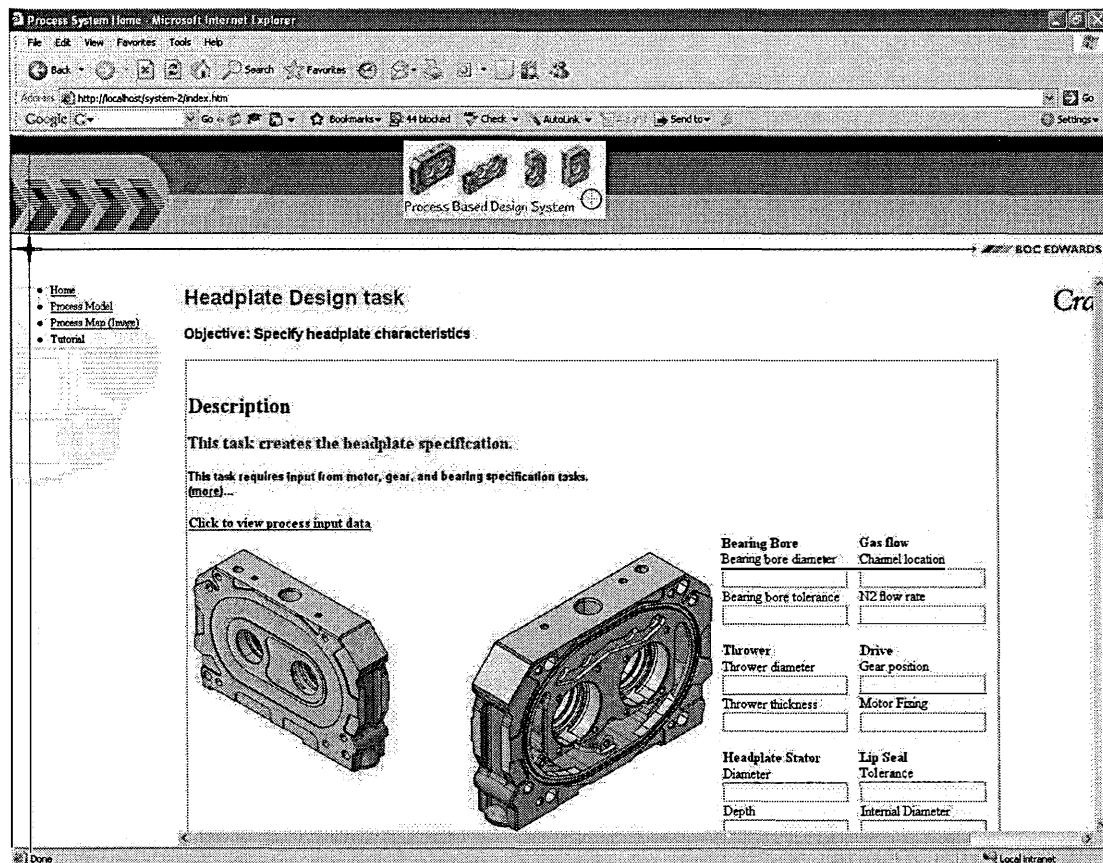 Process System Home - Microsoft Internet Explorer
File Edit View Favorites Tools Help
Back Search Favorites
Address http://localhost/system-2/index.htm Go
Google G Go Bookmarks 44 blocked Check AutoLink Send to Settings
Process Based Design System
BOC EDWARDS
Home
Process Model
Process Map (Image)
Tutorial
Headplate Design task
Cra
Objective: Specify headplate characteristics
Description
This task creates the headplate specification.
This task requires input from motor, gear, and bearing specification tasks.
(more)...
Click to view process input data
Bearing Bore Gas flow
Bearing bore diameter Channel location
Bearing bore tolerance N2 flow rate
Thrower Drive
Thrower diameter Gear position
Thrower thickness Motor Fixing
Headplate Stator Lip Seal
Diameter Tolerance
Depth Internal Diameter
Done Local intranet